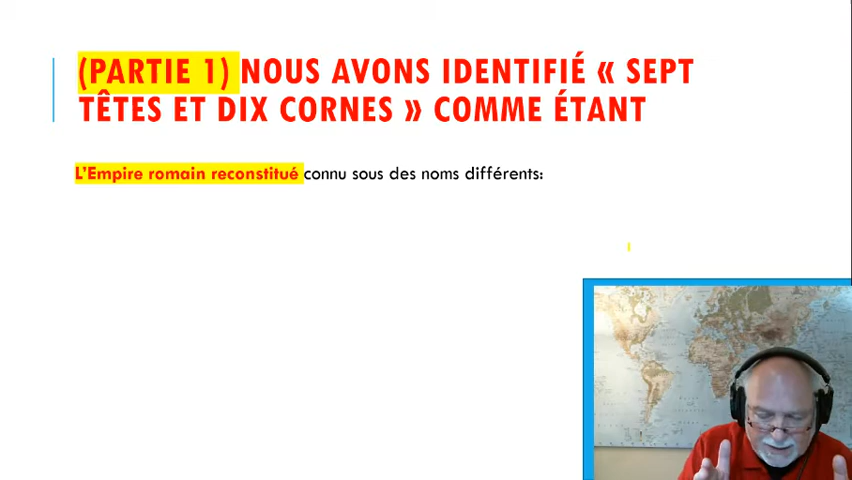 (PARTIE 1) NOUS AVONS IDENTIFIÉ « SEPT
TÊTES ET DIX CORNES » COMME ÉTANT
L'Empire romain reconstitué connu sous des noms différents: